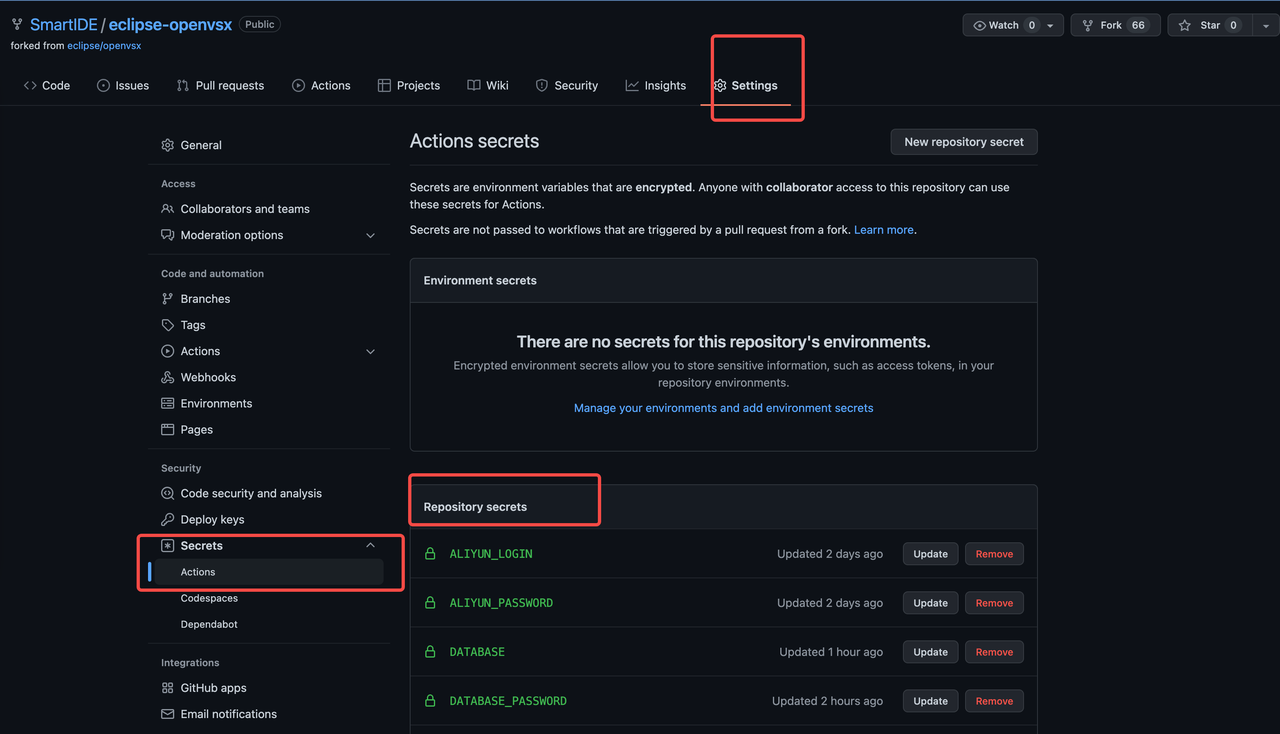 SmartIDE / eclipse-openvsx Public
Watch 0 Fork 66 Star 0
forked from eclipse/openvsx
Code Issues Pull requests Actions Projects Wiki Security Insights Settings
General
Access
Collaborators and teams
Moderation options
Code and automation
Branches
Tags
Actions
Webhooks
Environments
Pages
Security
Code security and analysis
Deploy keys
Secrets
Actions
Codespaces
Dependabot
Integrations
GitHub apps
Email notifications
Actions secrets
New repository secret
Secrets are environment variables that are encrypted. Anyone with collaborator access to this repository can use
these secrets for Actions.
Secrets are not passed to workflows that are triggered by a pull request from a fork. Learn more.
Environment secrets
There are no secrets for this repository's environments.
Encrypted environment secrets allow you to store sensitive information, such as access tokens, in your
repository environments.
Manage your environments and add environment secrets
Repository secrets
ALIYUN_LOGIN Updated 2 days ago Update Remove
ALIYUN_PASSWORD Updated 2 days ago Update Remove
DATABASE Updated 1 hour ago Update Remove
DATABASE_PASSWORD Updated 2 hours ago Update Remove